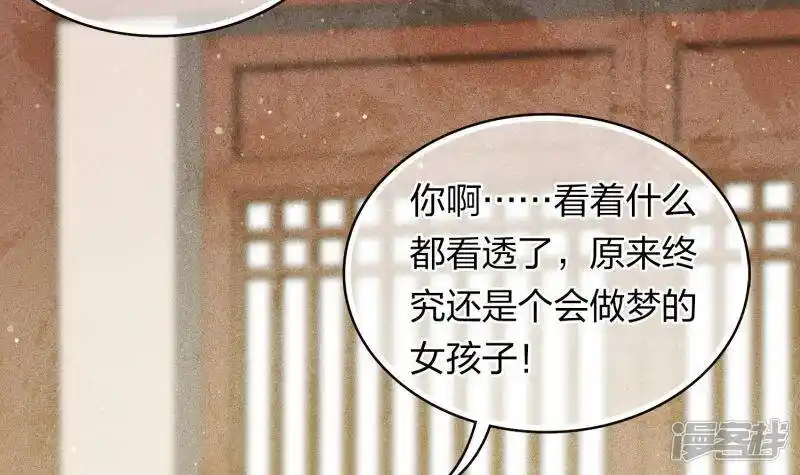 你啊……看着什么
都看透了，原来终
究还是个会做梦的
女孩子！
漫客栈